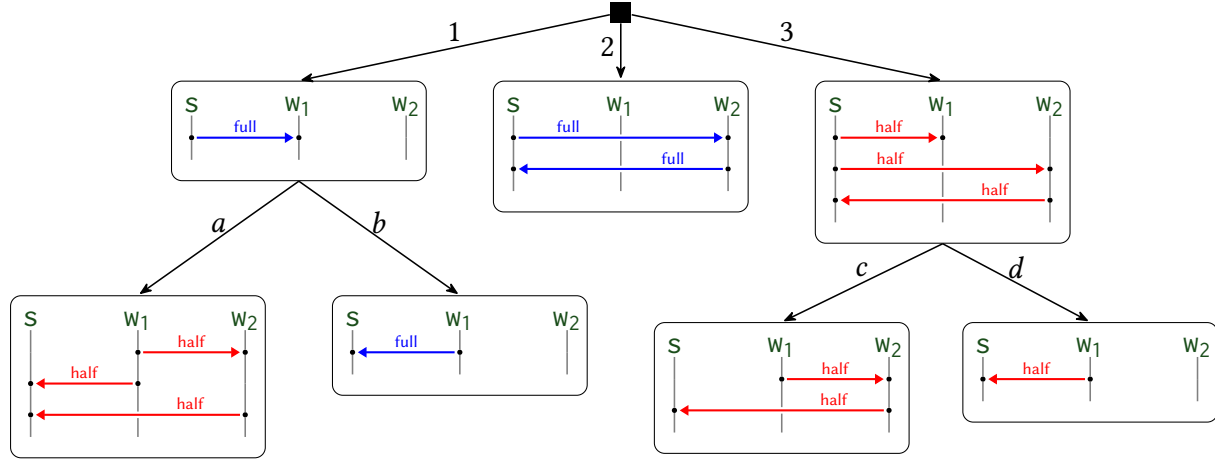 1 2 3
S W₁ W₂
full
S W₁ W₂
full
full
S W₁ W₂
half
half
half
a b
c d
S W₁ W₂
half
half
half
S W₁ W₂
full
S W₁ W₂
half
half
S W₁ W₂
half